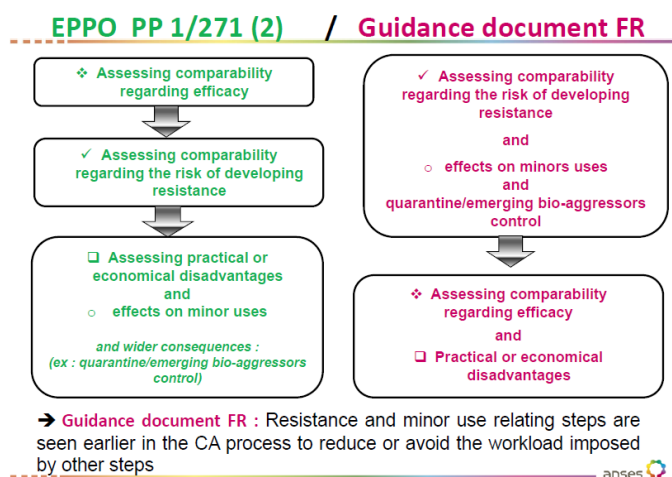 EPPO PP 1/271 (2) / Guidance document FR
❖ Assessing comparability
regarding efficacy
✓ Assessing comparability
regarding the risk of developing
resistance
❑ Assessing practical or
economical disadvantages
and
○ effects on minor uses
and wider consequences :
(ex : quarantine/emerging bio-aggressors
control)
✓ Assessing comparability
regarding the risk of developing
resistance
and
○ effects on minors uses
and
quarantine/emerging bio-aggressors
control
❖ Assessing comparability
regarding efficacy
and
❑ Practical or economical
disadvantages
➔ Guidance document FR : Resistance and minor use relating steps are
seen earlier in the CA process to reduce or avoid the workload imposed
by other steps
anses